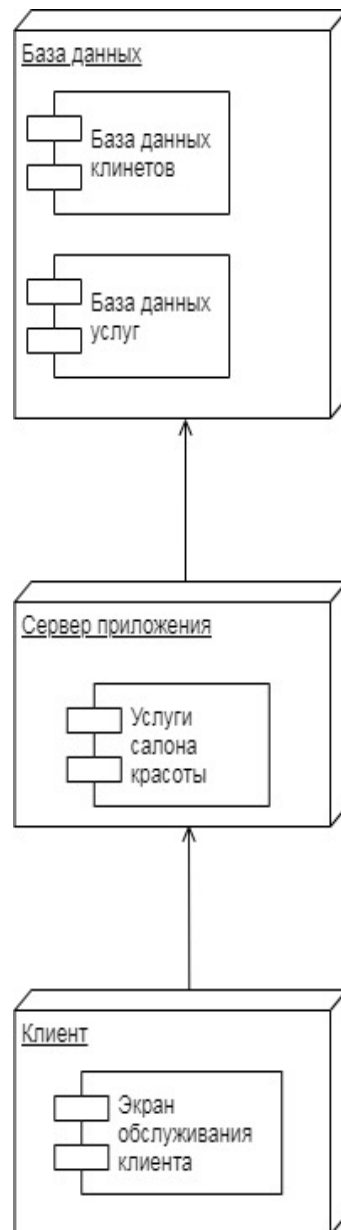 База данных
База данных
клинетов
База данных
услуг
Сервер приложения
Услуги
салона
красоты
Клиент
Экран
обслуживания
клиента